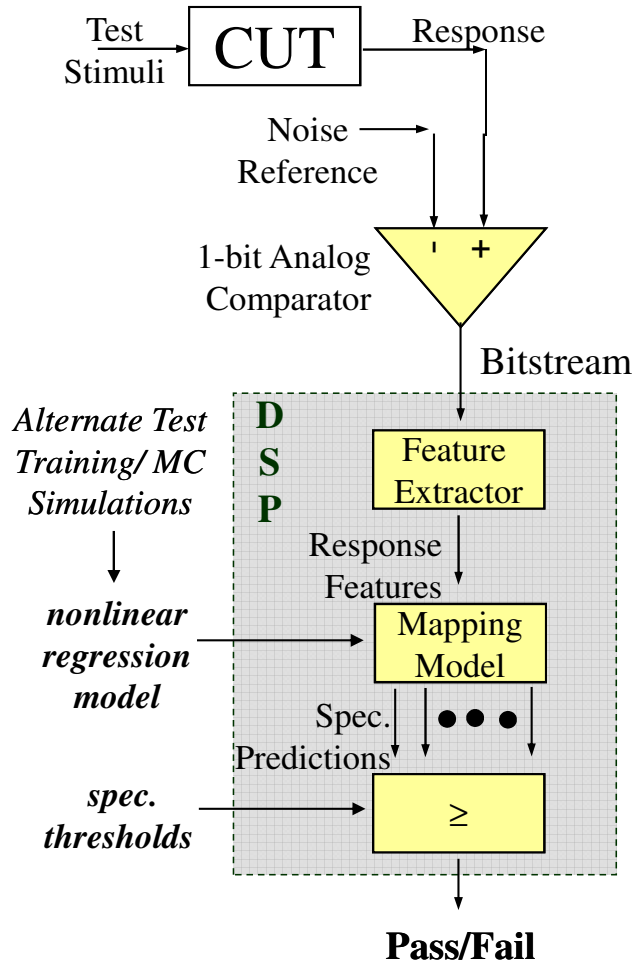 Test
Stimuli
CUT
Response
Noise
Reference
- +
1-bit Analog
Comparator
Bitstream
D
S
P
Alternate Test
Training/ MC
Simulations
Feature
Extractor
Response
Features
nonlinear
regression
model
Mapping
Model
Spec.
Predictions
spec.
thresholds
≥
Pass/Fail